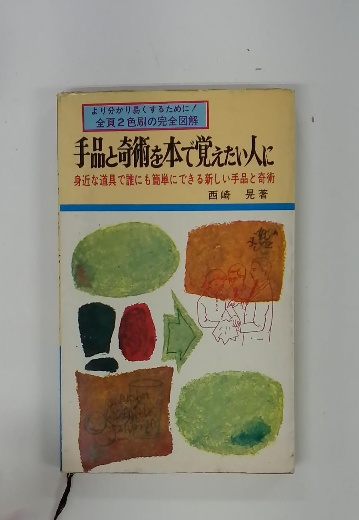 より分かり易くするために!
全頁2色刷の完全図解
手品と奇術を本で覚えたい人に
身近な道具で誰にも簡単にできる新しい手品と奇術
西崎 晃著